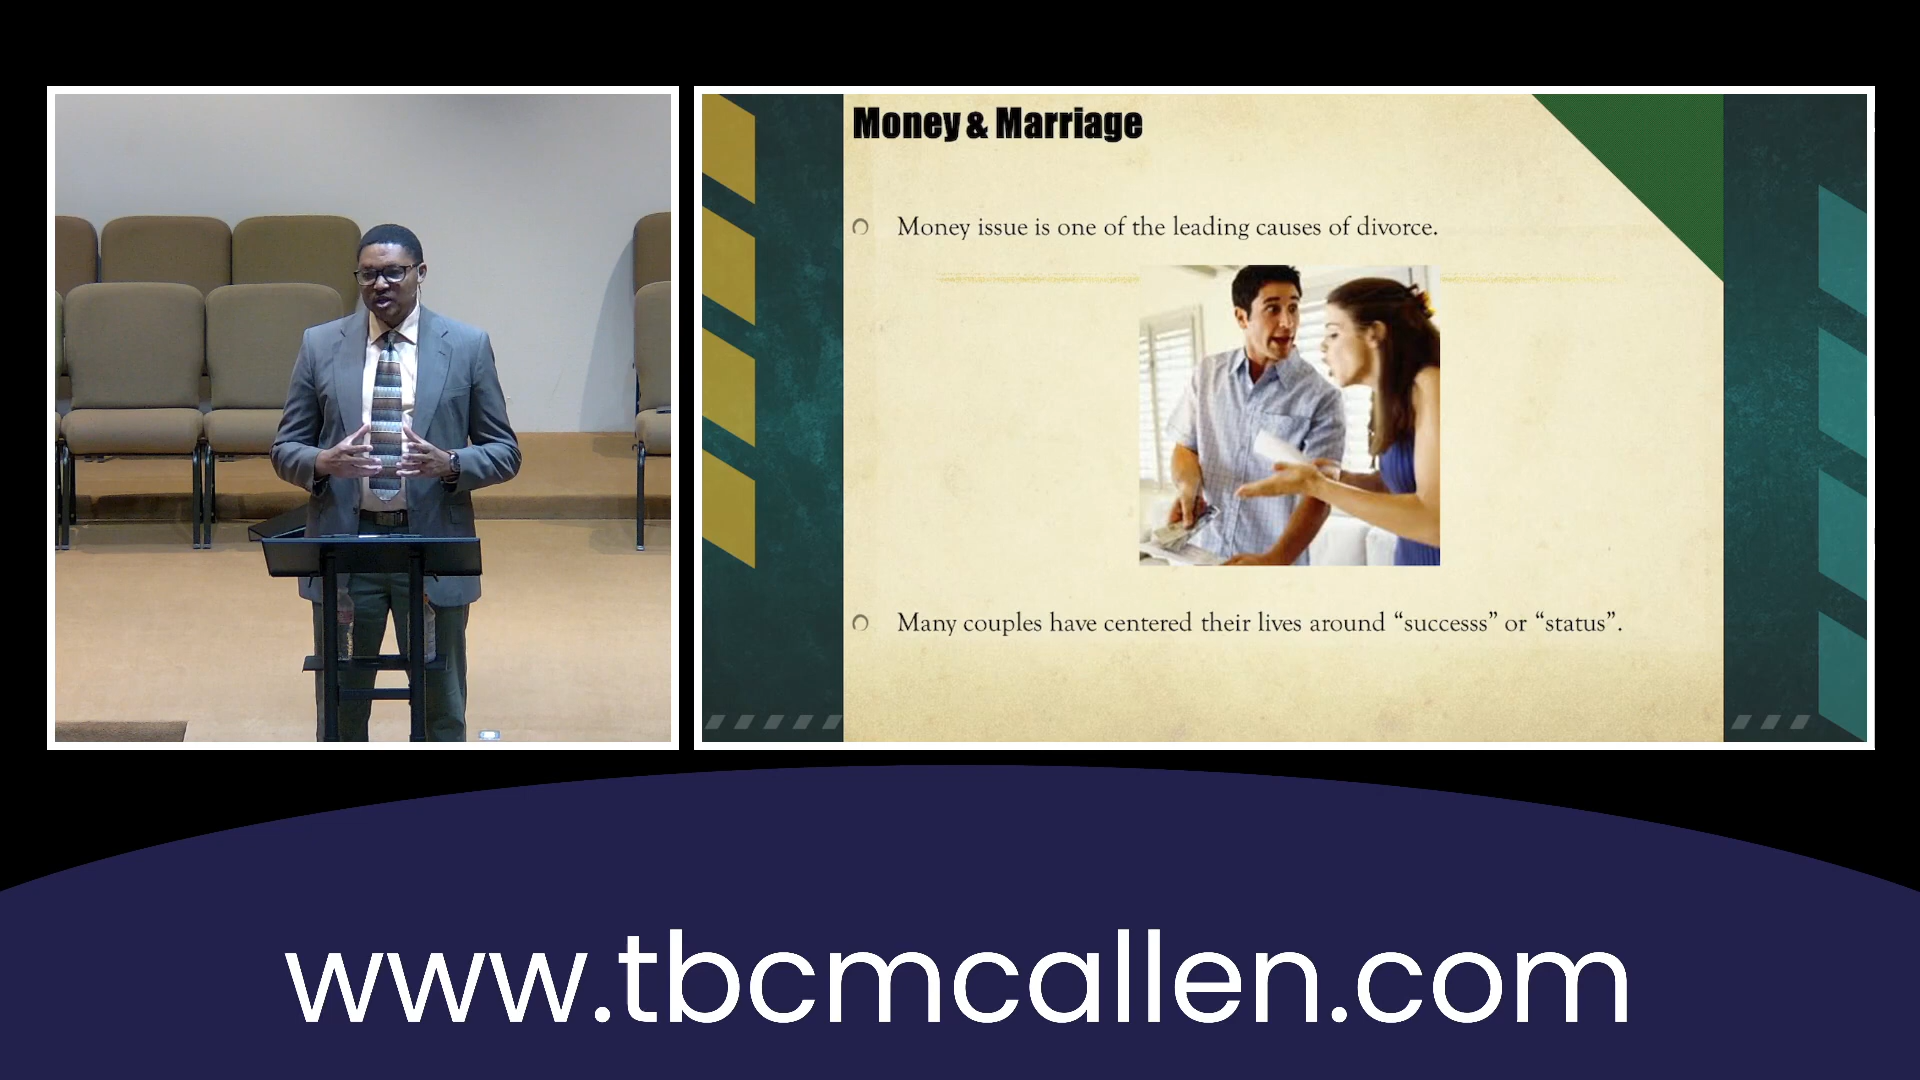 Money & Marriage
Money issue is one of the leading causes of divorce.
Many couples have centered their lives around “successs” or “status”.
www.tbcmcallen.com